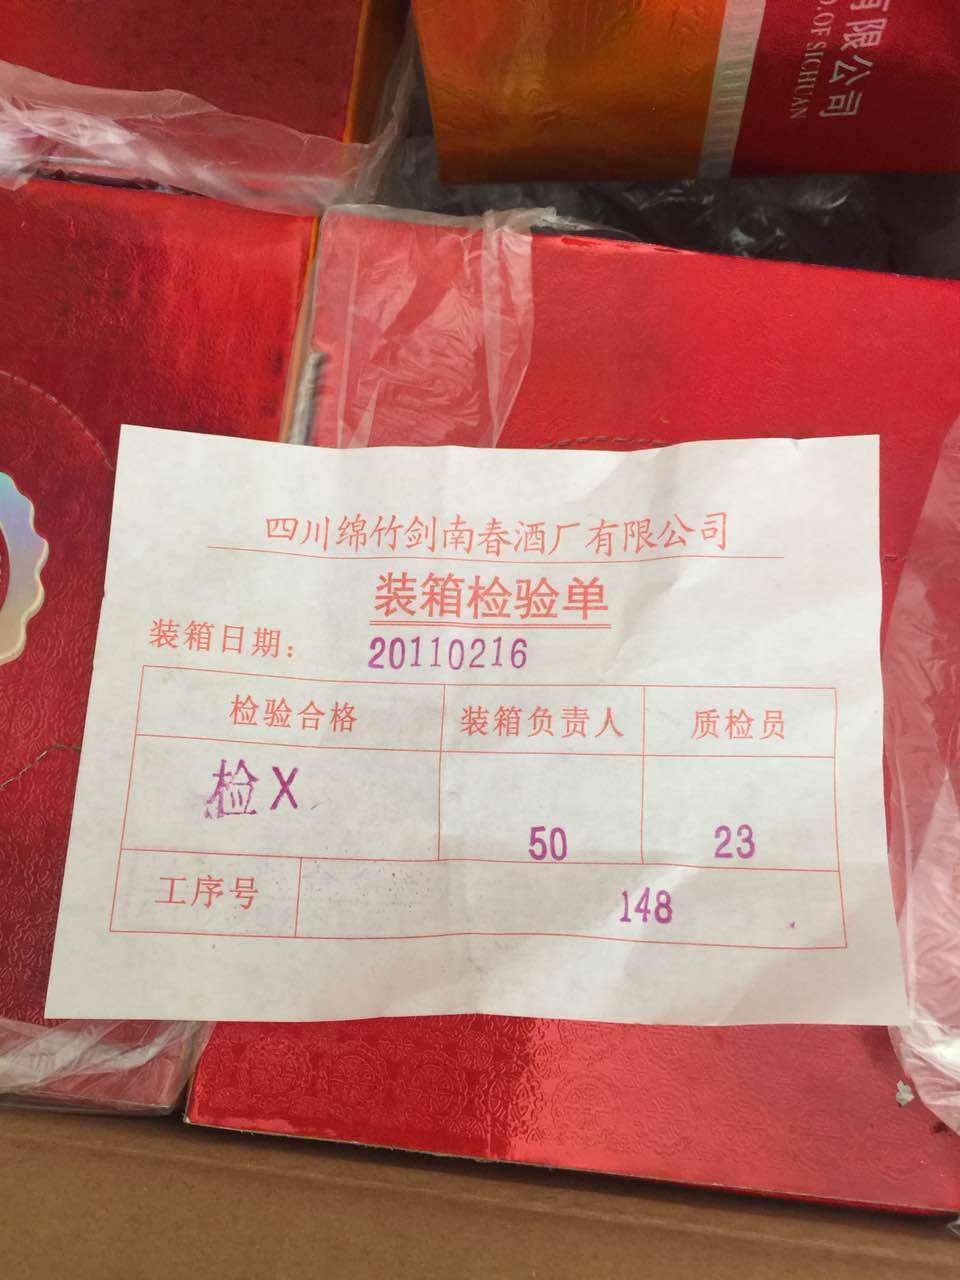 有限公司
O.OF SICHUAN
四川绵竹剑南春酒厂有限公司
装箱检验单
装箱日期： 20110216
检验合格 装箱负责人 质检员
检X 50 23
工序号 148